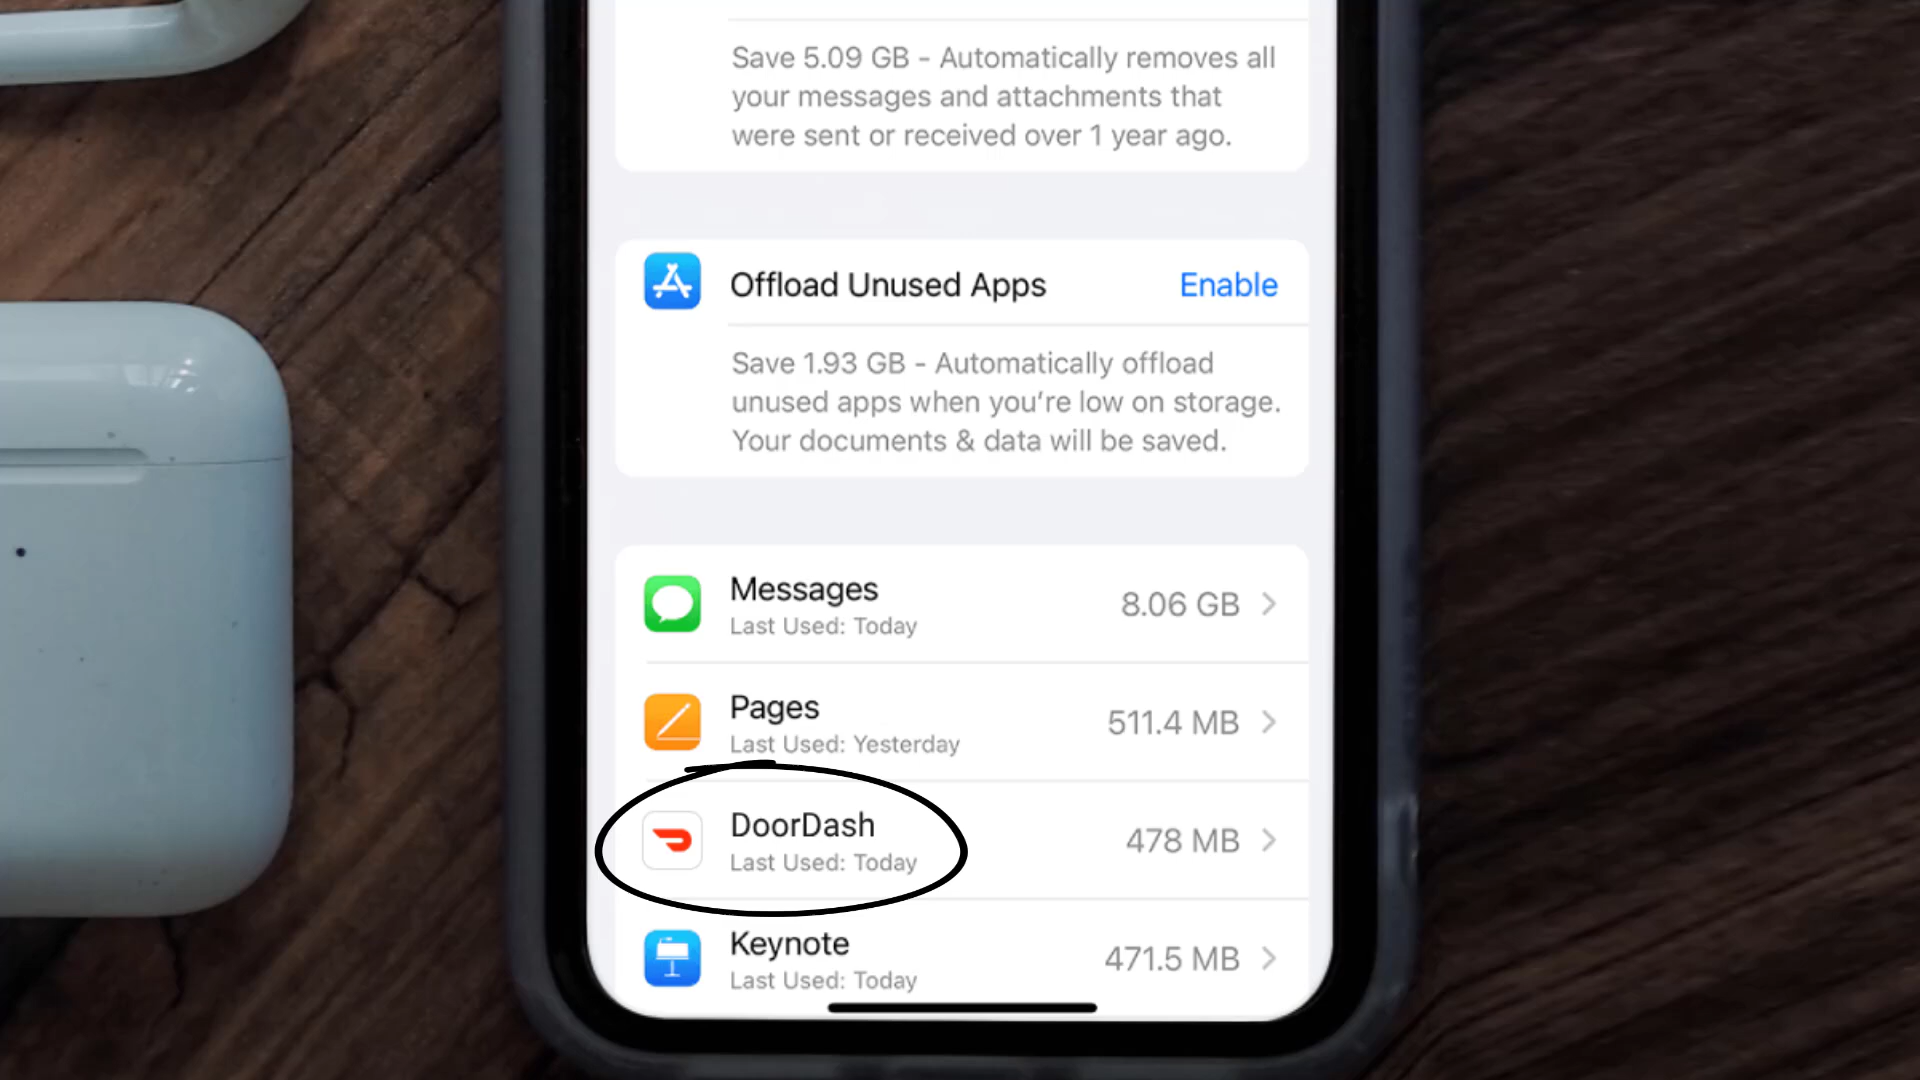 Save 5.09 GB - Automatically removes all
your messages and attachments that
were sent or received over 1 year ago.
Offload Unused Apps Enable
Save 1.93 GB - Automatically offload
unused apps when you're low on storage.
Your documents & data will be saved.
Messages 8.06 GB
Last Used: Today
Pages 511.4 MB
Last Used: Yesterday
DoorDash 478 MB
Last Used: Today
Keynote 471.5 MB
Last Used: Today